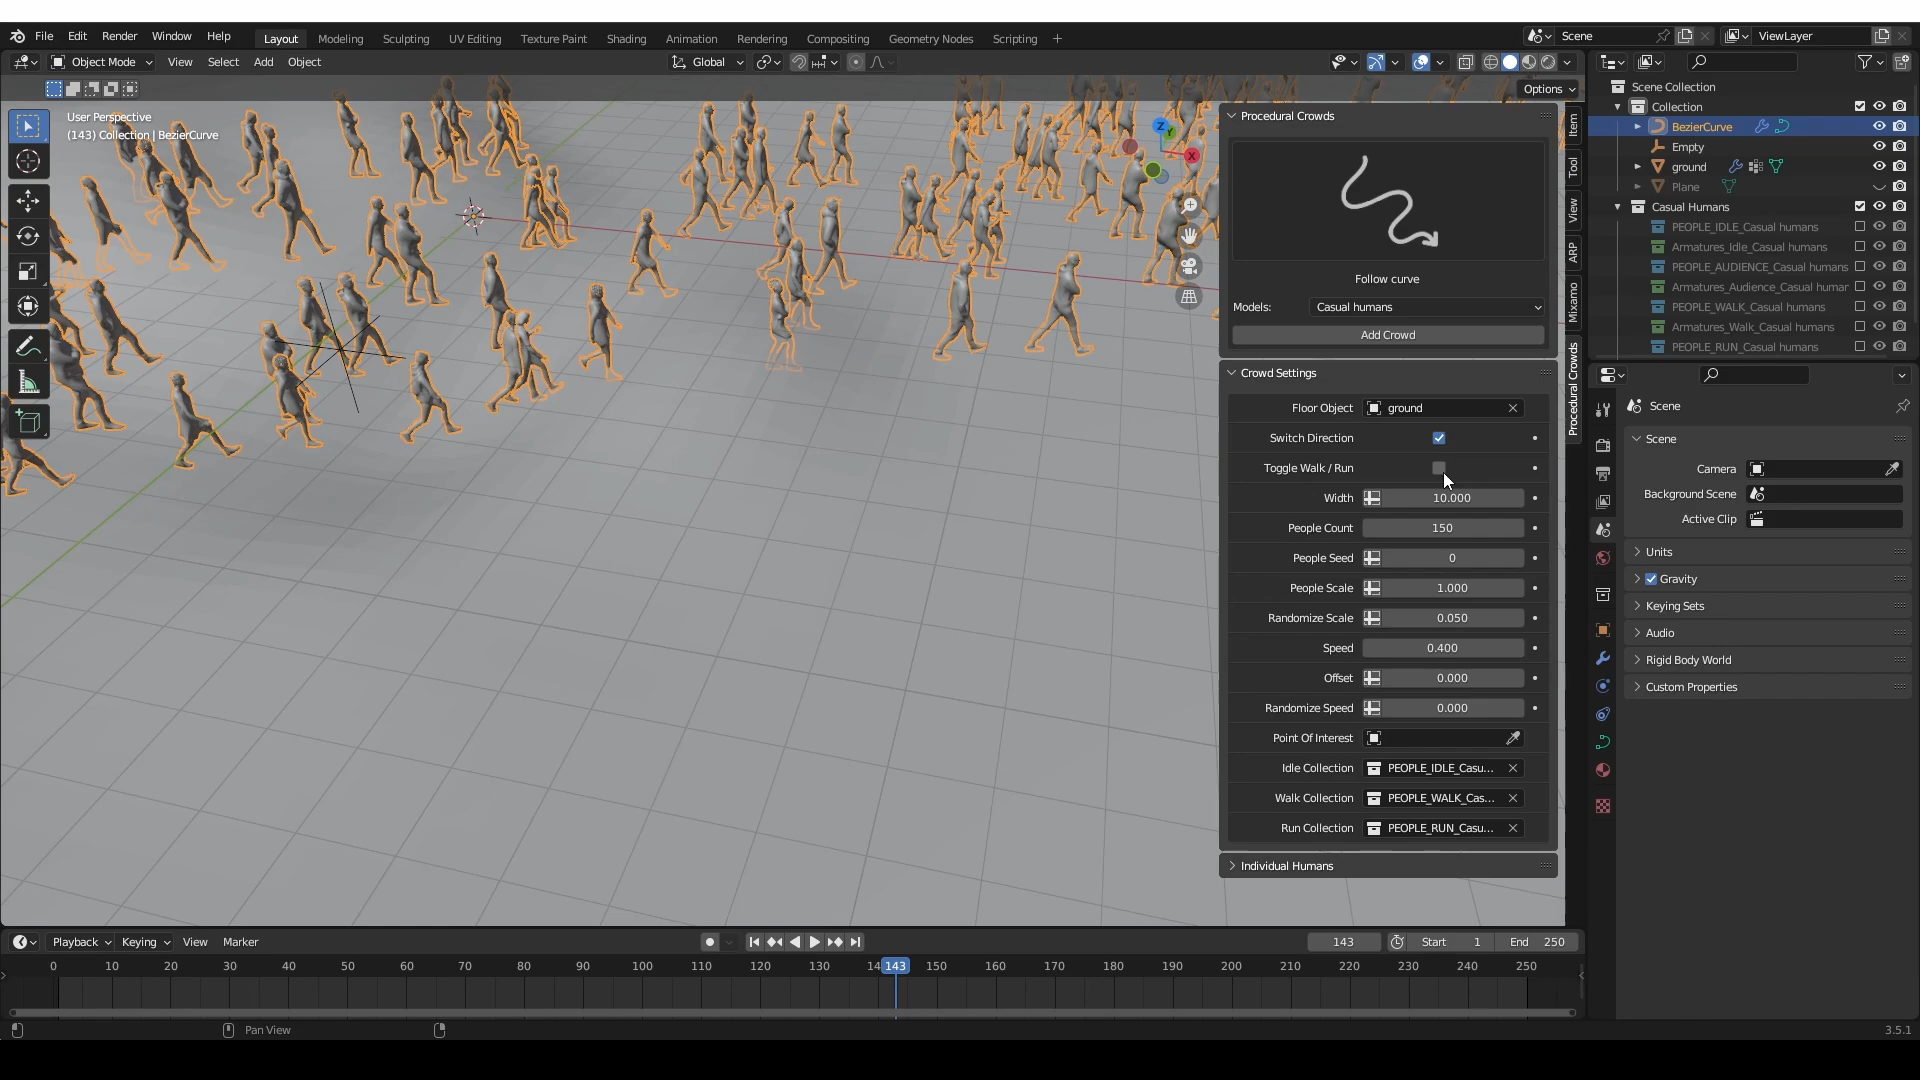 File Edit Render Window Help Layout Modeling Sculpting UV Editing Texture Paint Shading Animation Rendering Compositing Geometry Nodes Scripting + Scene ViewLayer
Object Mode View Select Add Object Global
Options
User Perspective
(143) Collection | BezierCurve
Z
Y
X
Procedural Crowds
Follow curve
Models: Casual humans
Add Crowd
Crowd Settings
Floor Object ground
Switch Direction
Toggle Walk / Run
Width 10.000
People Count 150
People Seed 0
People Scale 1.000
Randomize Scale 0.050
Speed 0.400
Offset 0.000
Randomize Speed 0.000
Point Of Interest
Idle Collection PEOPLE_IDLE_Casu...
Walk Collection PEOPLE_WALK_Cas...
Run Collection PEOPLE_RUN_Casu...
Individual Humans
Item
Tool
View
ARP
Mixamo
Procedural Crowds
Scene Collection
Collection
BezierCurve
Empty
ground
Plane
Casual Humans
PEOPLE_IDLE_Casual humans
Armatures_Idle_Casual humans
PEOPLE_AUDIENCE_Casual humans
Armatures_Audience_Casual humar
PEOPLE_WALK_Casual humans
Armatures_Walk_Casual humans
PEOPLE_RUN_Casual humans
Scene
Scene
Camera
Background Scene
Active Clip
Units
Gravity
Keying Sets
Audio
Rigid Body World
Custom Properties
Playback Keying View Marker 143 Start 1 End 250
0 10 20 30 40 50 60 70 80 90 100 110 120 130 14 143 150 160 170 180 190 200 210 220 230 240 250
Pan View 3.5.1